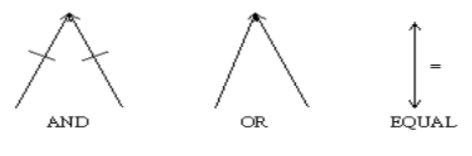 =
AND OR EQUAL